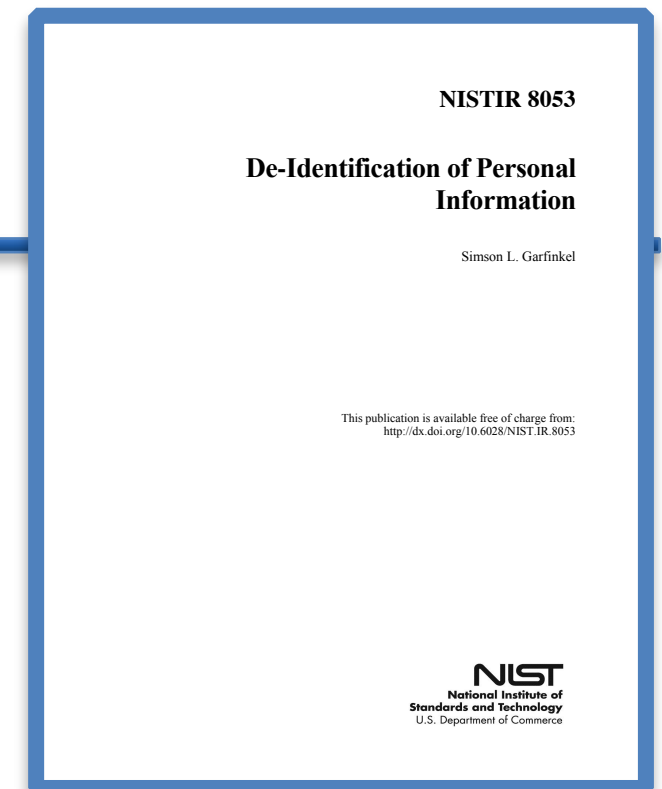 NISTIR 8053
De-Identification of Personal
Information
Simson L. Garfinkel
This publication is available free of charge from:
http://dx.doi.org/10.6028/NIST.IR.8053
NIST
National Institute of
Standards and Technology
U.S. Department of Commerce